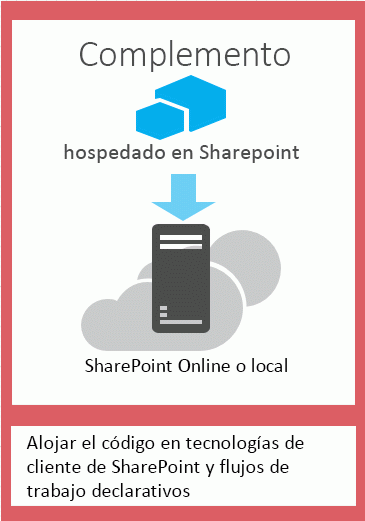 Complemento
hospedado en Sharepoint
SharePoint Online o local
Alojar el código en tecnologías de
cliente de SharePoint y flujos de
trabajo declarativos